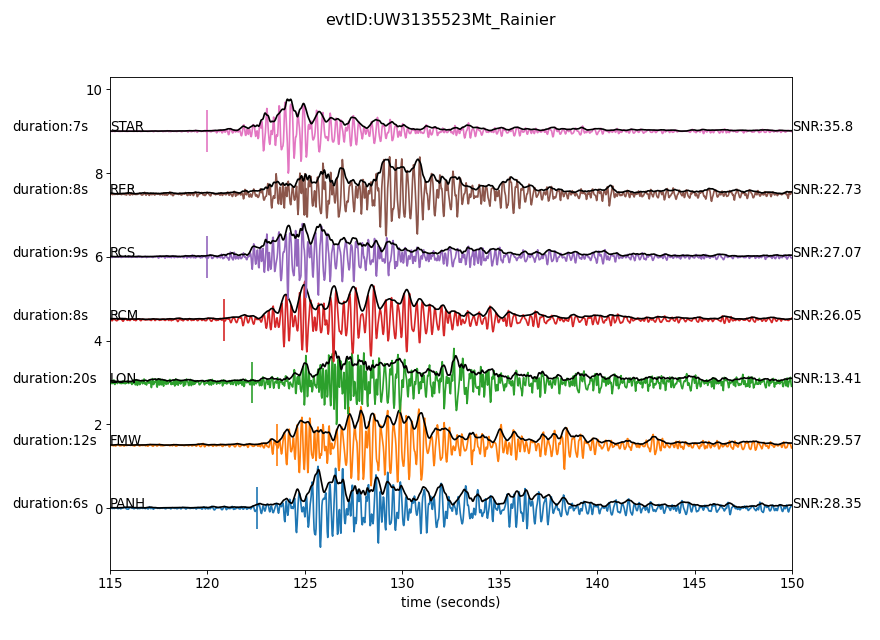 evtID:UW3135523Mt_Rainier
10
duration:7s STAR SNR:35.8
8
duration:8s RER SNR:22.73
duration:9s RCS SNR:27.07
6
duration:8s RCM SNR:26.05
4
duration:20s LON SNR:13.41
2
duration:12s FMW SNR:29.57
duration:6s PANH SNR:28.35
0
115 120 125 130 135 140 145 150
time (seconds)